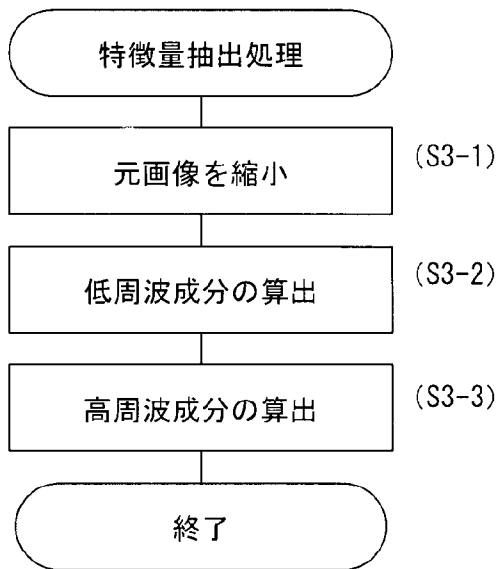 特徴量抽出処理
元画像を縮小
(S3-1)
低周波成分の算出
(S3-2)
高周波成分の算出
(S3-3)
終了